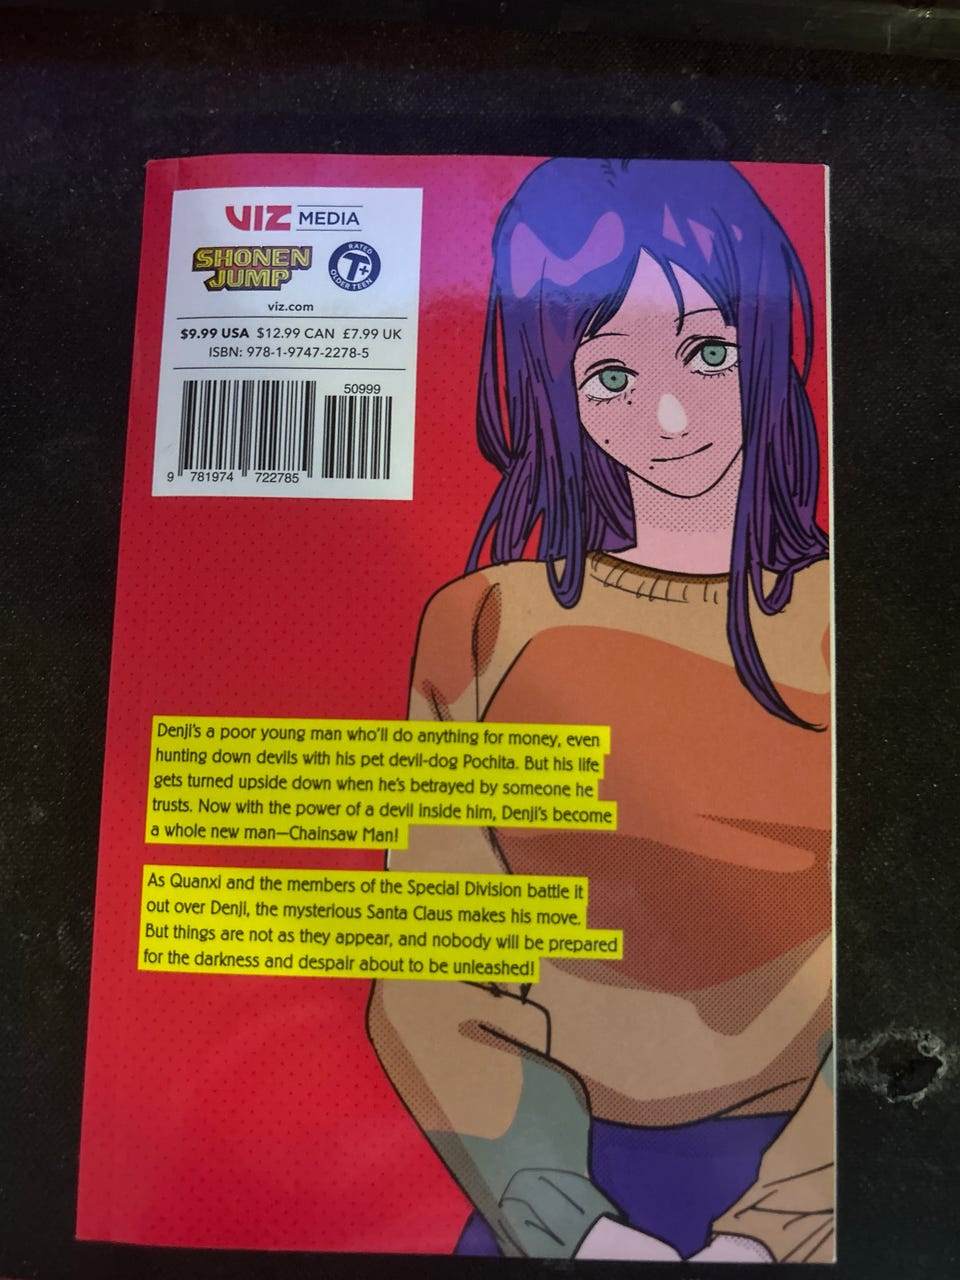 VIZ MEDIA
SHONEN
JUMP
RATED
T+
OLDER TEEN
viz.com
$9.99 USA $12.99 CAN £7.99 UK
ISBN: 978-1-9747-2278-5
50999
9 781974 722785
Denji's a poor young man who'll do anything for money, even
hunting down devils with his pet devil-dog Pochita. But his life
gets turned upside down when he's betrayed by someone he
trusts. Now with the power of a devil inside him, Denji's become
a whole new man—Chainsaw Man!
As Quanxi and the members of the Special Division battle it
out over Denji, the mysterious Santa Claus makes his move.
But things are not as they appear, and nobody will be prepared
for the darkness and despair about to be unleashed!